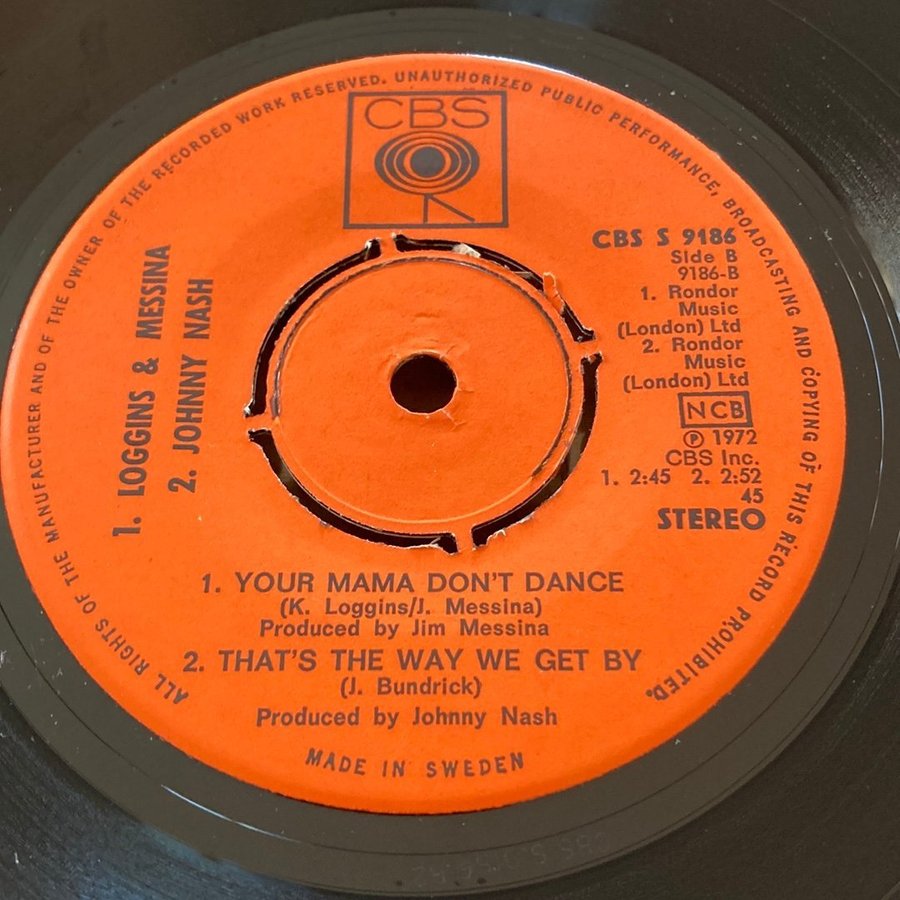 ALL RIGHTS OF THE MANUFACTURER AND OF THE OWNER OF THE RECORDED WORK RESERVED. UNAUTHORIZED PUBLIC PERFORMANCE, BROADCASTING AND COPYING OF THIS RECORD PROHIBITED.
CBS
1. LOGGINS & MESSINA
2. JOHNNY NASH
CBS S 9186
Side B
9186-B
1. Rondor
Music
(London) Ltd
2. Rondor
Music
(London) Ltd
NCB
℗ 1972
CBS Inc.
1. 2:45 2. 2:52
45
STEREO
1. YOUR MAMA DON'T DANCE
(K. Loggins/J. Messina)
Produced by Jim Messina
2. THAT'S THE WAY WE GET BY
(J. Bundrick)
Produced by Johnny Nash
MADE IN SWEDEN